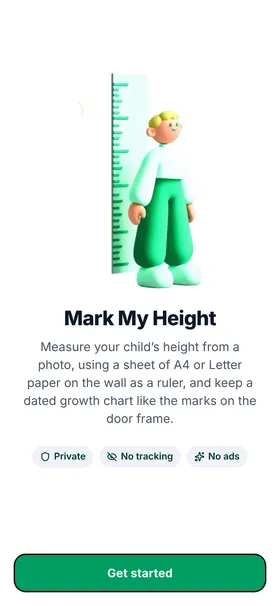 Mark My Height
Measure your child's height from a
photo, using a sheet of A4 or Letter
paper on the wall as a ruler, and keep a
dated growth chart like the marks on the
door frame.
Private
No tracking
No ads
Get started